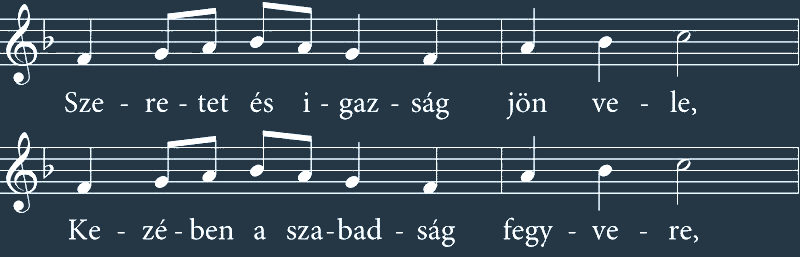 Sze - re - tet és i - gaz - ság jön ve - le,
Ke - zé - ben a sza - bad - ság fegy - ve - re,